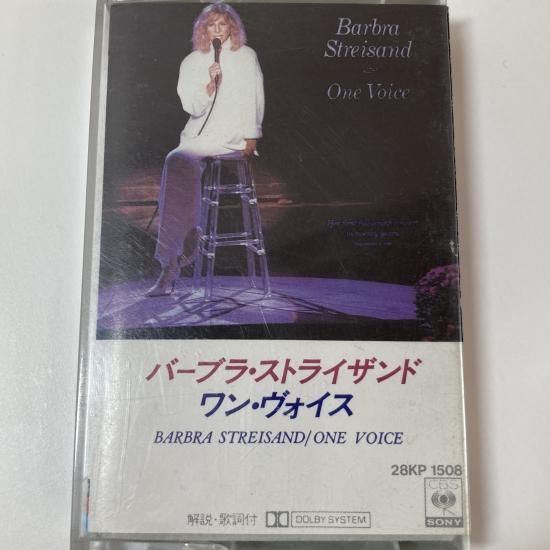 Barbra
Streisand
One Voice
バーブラ・ストライザンド
ワン・ヴォイス
BARBRA STREISAND/ONE VOICE
28KP 1508
CBS
SONY
解説・歌詞付 DOLBY SYSTEM